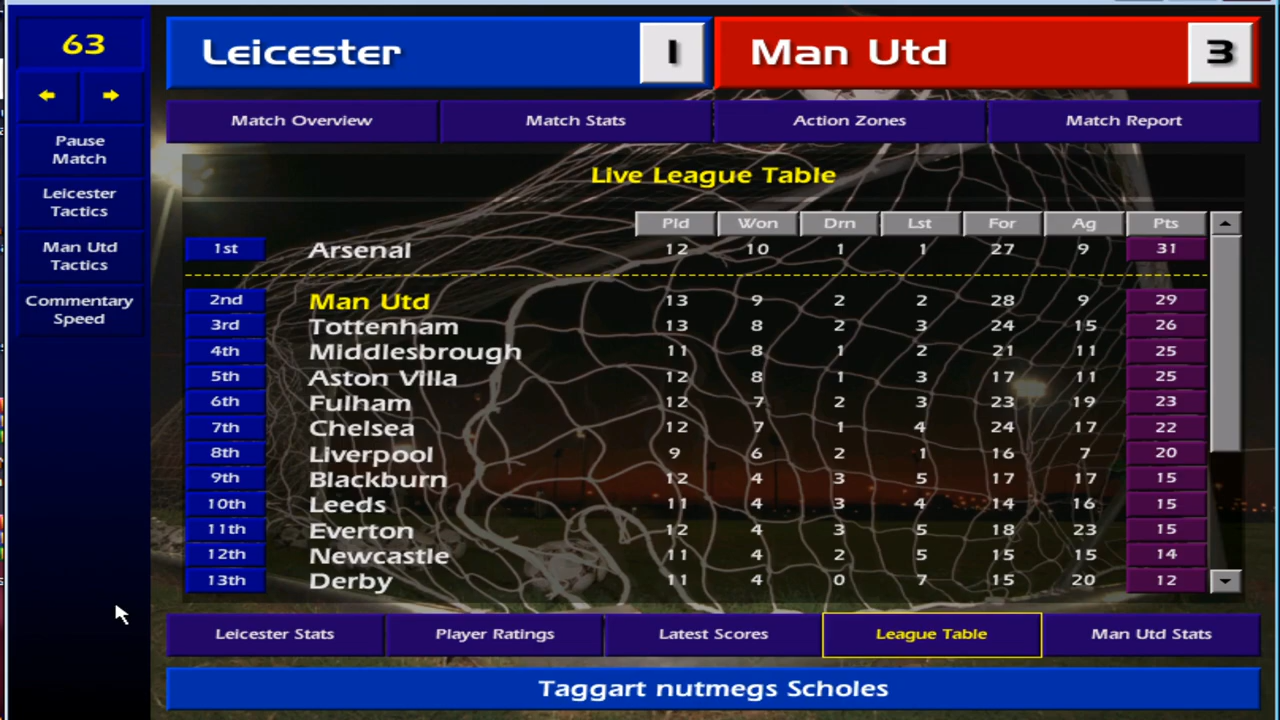 63
Leicester 1 Man Utd 3
Match Overview Match Stats Action Zones Match Report
Pause
Match
Leicester
Tactics
Man Utd
Tactics
Commentary
Speed
Live League Table
Pld Won Drn Lst For Ag Pts
1st Arsenal 12 10 1 1 27 9 31
2nd Man Utd 13 9 2 2 28 9 29
3rd Tottenham 13 8 2 3 24 15 26
4th Middlesbrough 11 8 1 2 21 11 25
5th Aston Villa 12 8 1 3 17 11 25
6th Fulham 12 7 2 3 23 19 23
7th Chelsea 12 7 1 4 24 17 22
8th Liverpool 9 6 2 1 16 7 20
9th Blackburn 12 4 3 5 17 17 15
10th Leeds 11 4 3 4 14 16 15
11th Everton 12 4 3 5 18 23 15
12th Newcastle 11 4 2 5 15 15 14
13th Derby 11 4 0 7 15 20 12
Leicester Stats Player Ratings Latest Scores League Table Man Utd Stats
Taggart nutmegs Scholes